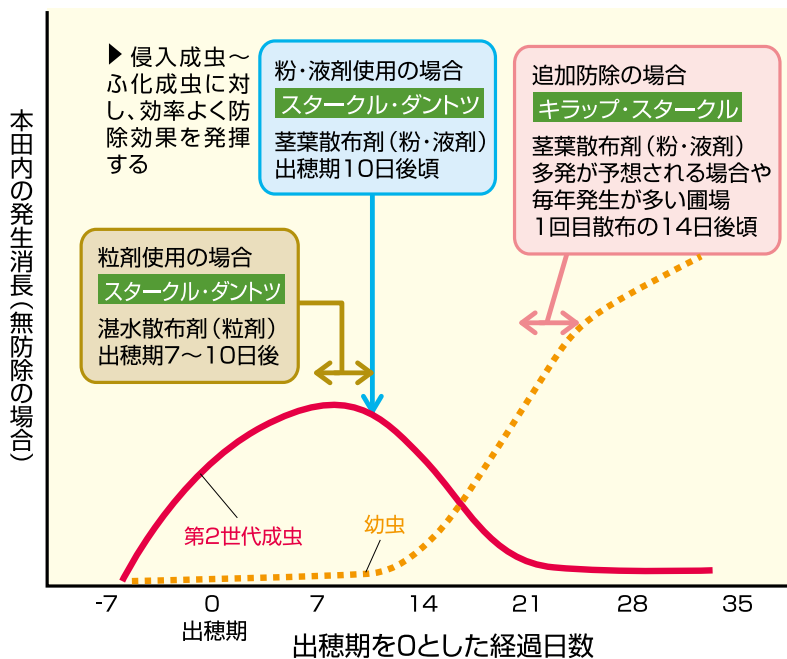 ▶侵入成虫～
ふ化成虫に対
し、効率よく防
除効果を発揮
する
粉・液剤使用の場合
スタークル・ダントツ
茎葉散布剤（粉・液剤）
出穂期10日後頃
追加防除の場合
キラップ・スタークル
茎葉散布剤（粉・液剤）
多発が予想される場合や
毎年発生が多い圃場
1回目散布の14日後頃
粒剤使用の場合
スタークル・ダントツ
湛水散布剤（粒剤）
出穂期7～10日後
本田内の発生消長（無防除の場合）
第2世代成虫
幼虫
-7 0 7 14 21 28 35
出穂期
出穂期を0とした経過日数